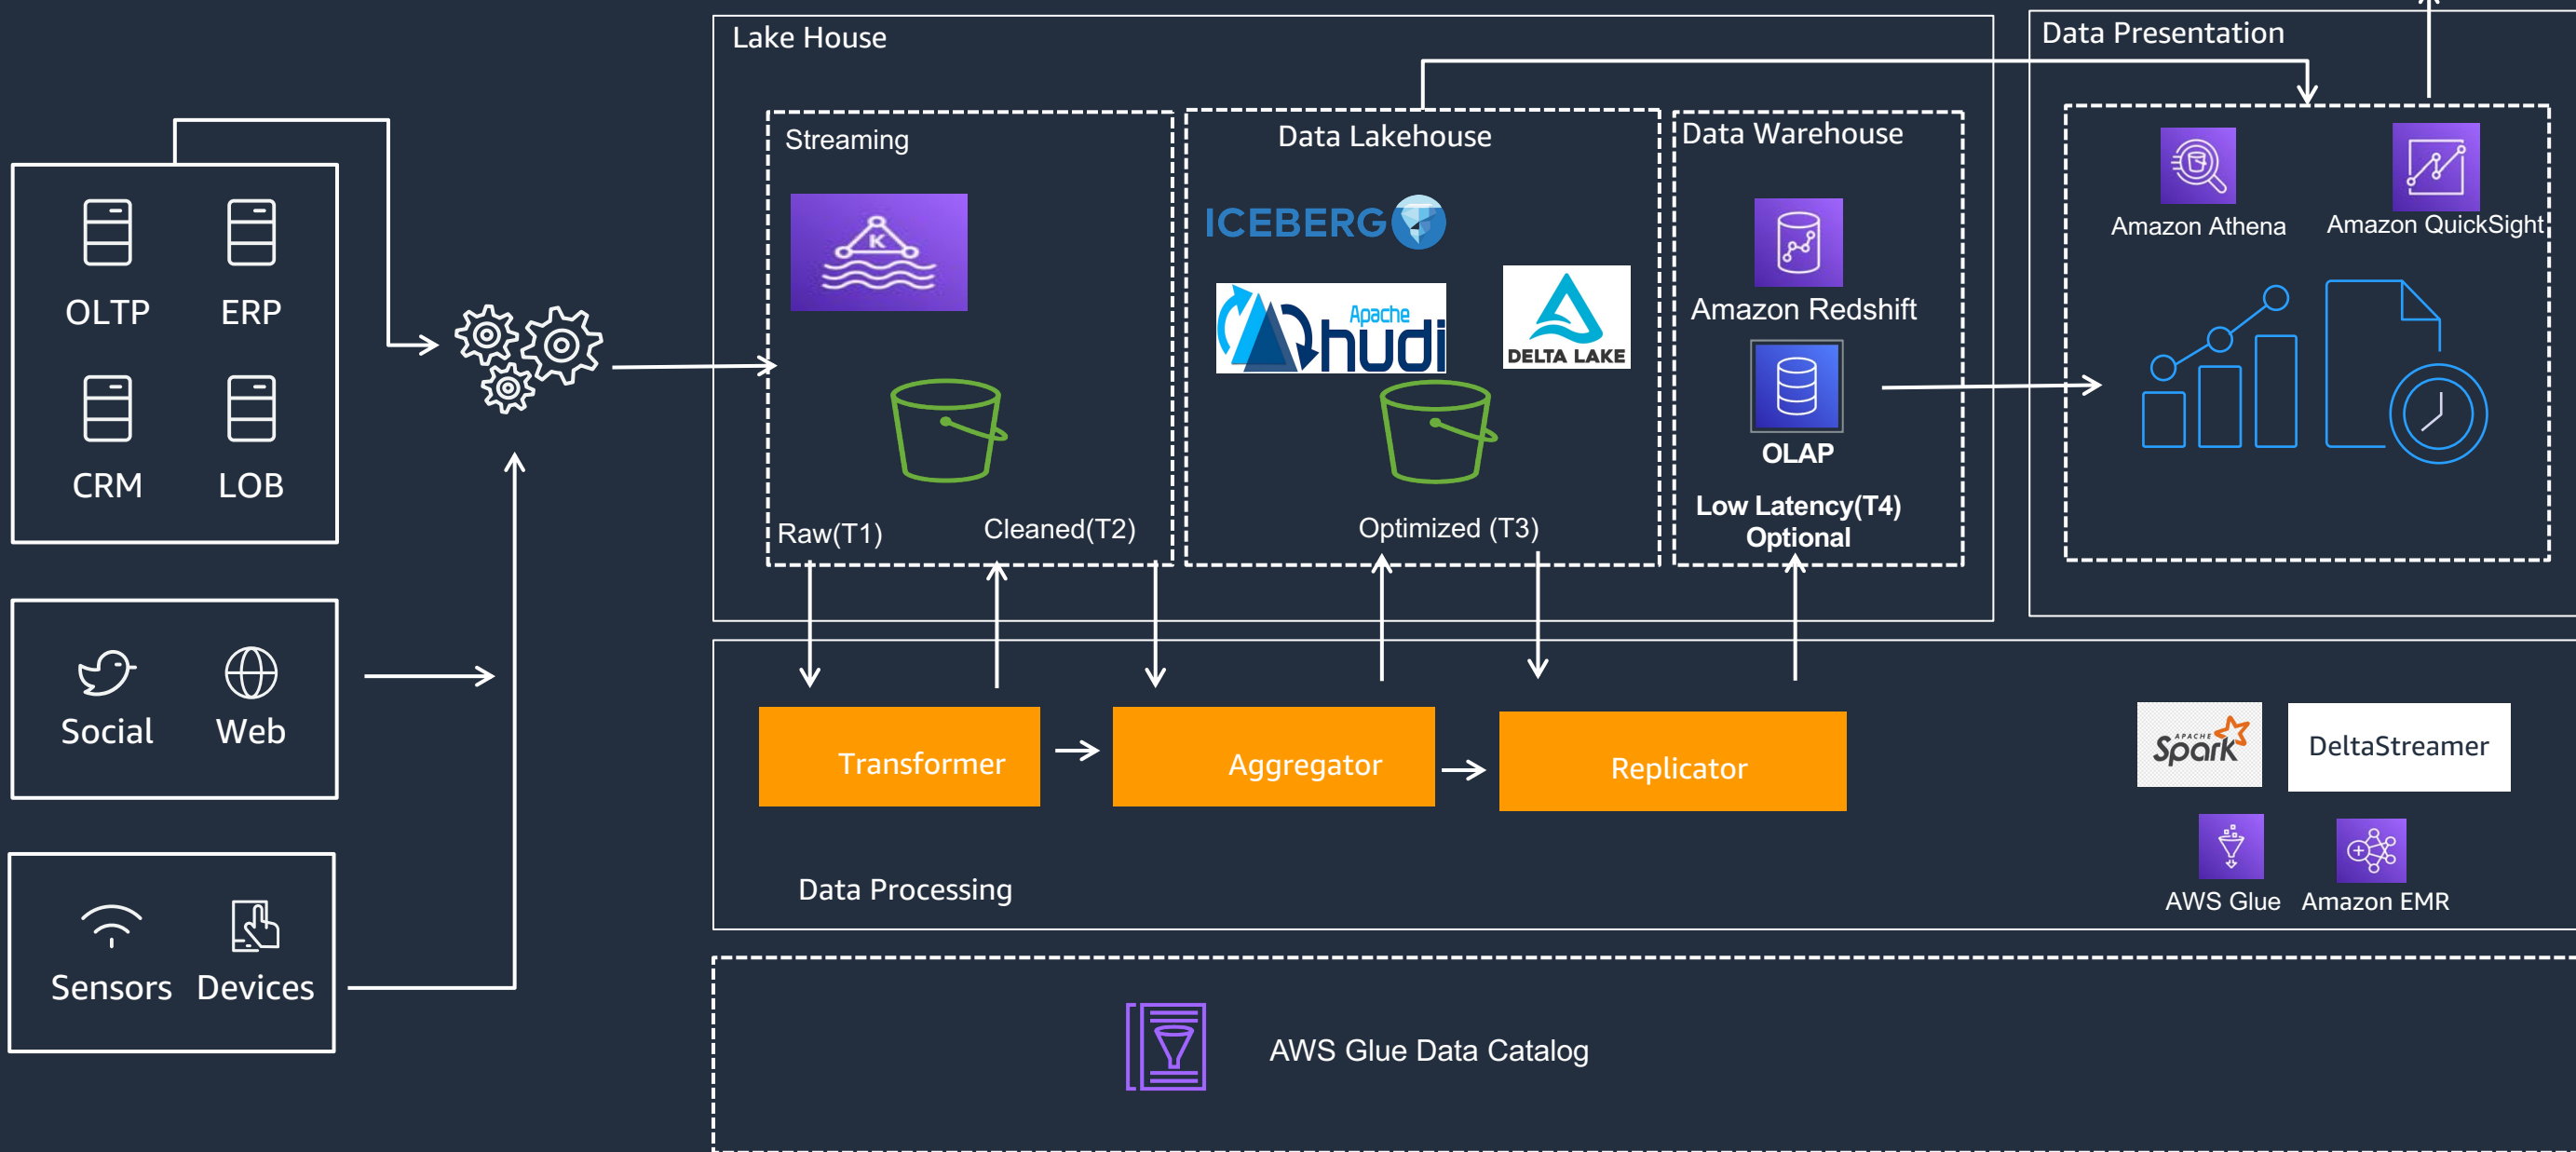 Lake House
Data Presentation
OLTP ERP
CRM LOB
Social Web
Sensors Devices
Streaming
K
Raw(T1) Cleaned(T2)
Data Lakehouse
ICEBERG
Apache
hudi
DELTA LAKE
Optimized (T3)
Data Warehouse
Amazon Redshift
OLAP
Low Latency(T4)
Optional
Amazon Athena Amazon QuickSight
Transformer
Aggregator
Replicator
Data Processing
APACHE
Spark
DeltaStreamer
AWS Glue Amazon EMR
AWS Glue Data Catalog